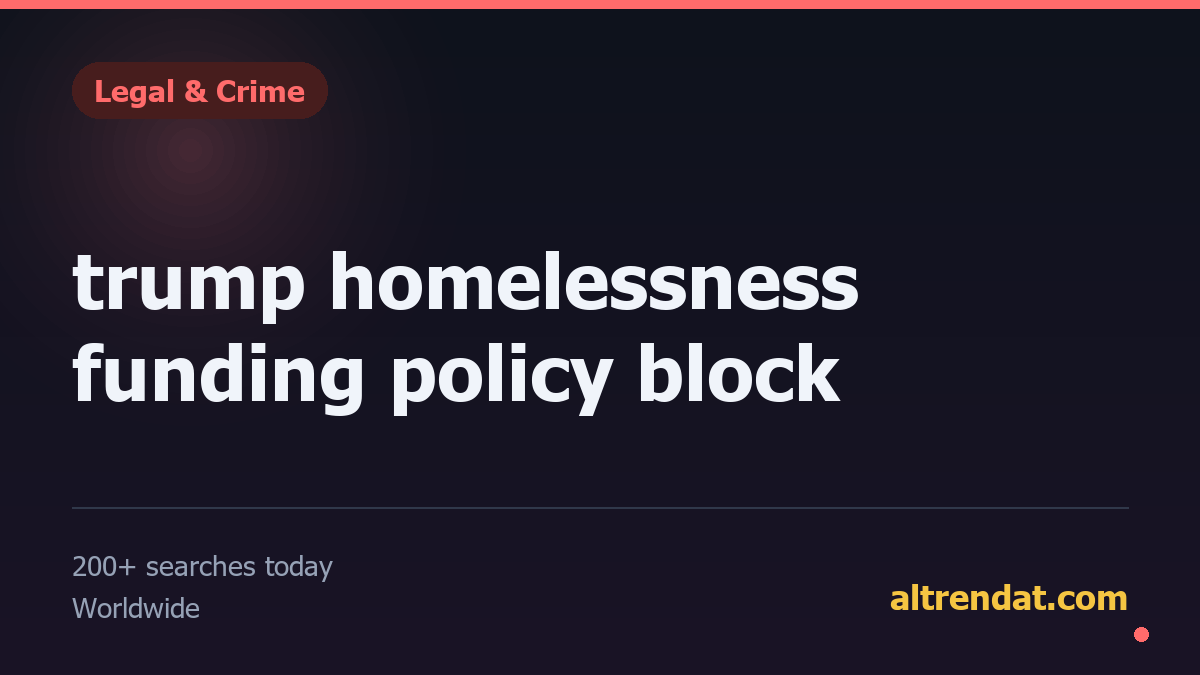 Legal & Crime
trump homelessness
funding policy block
200+ searches today
Worldwide
altrendat.com